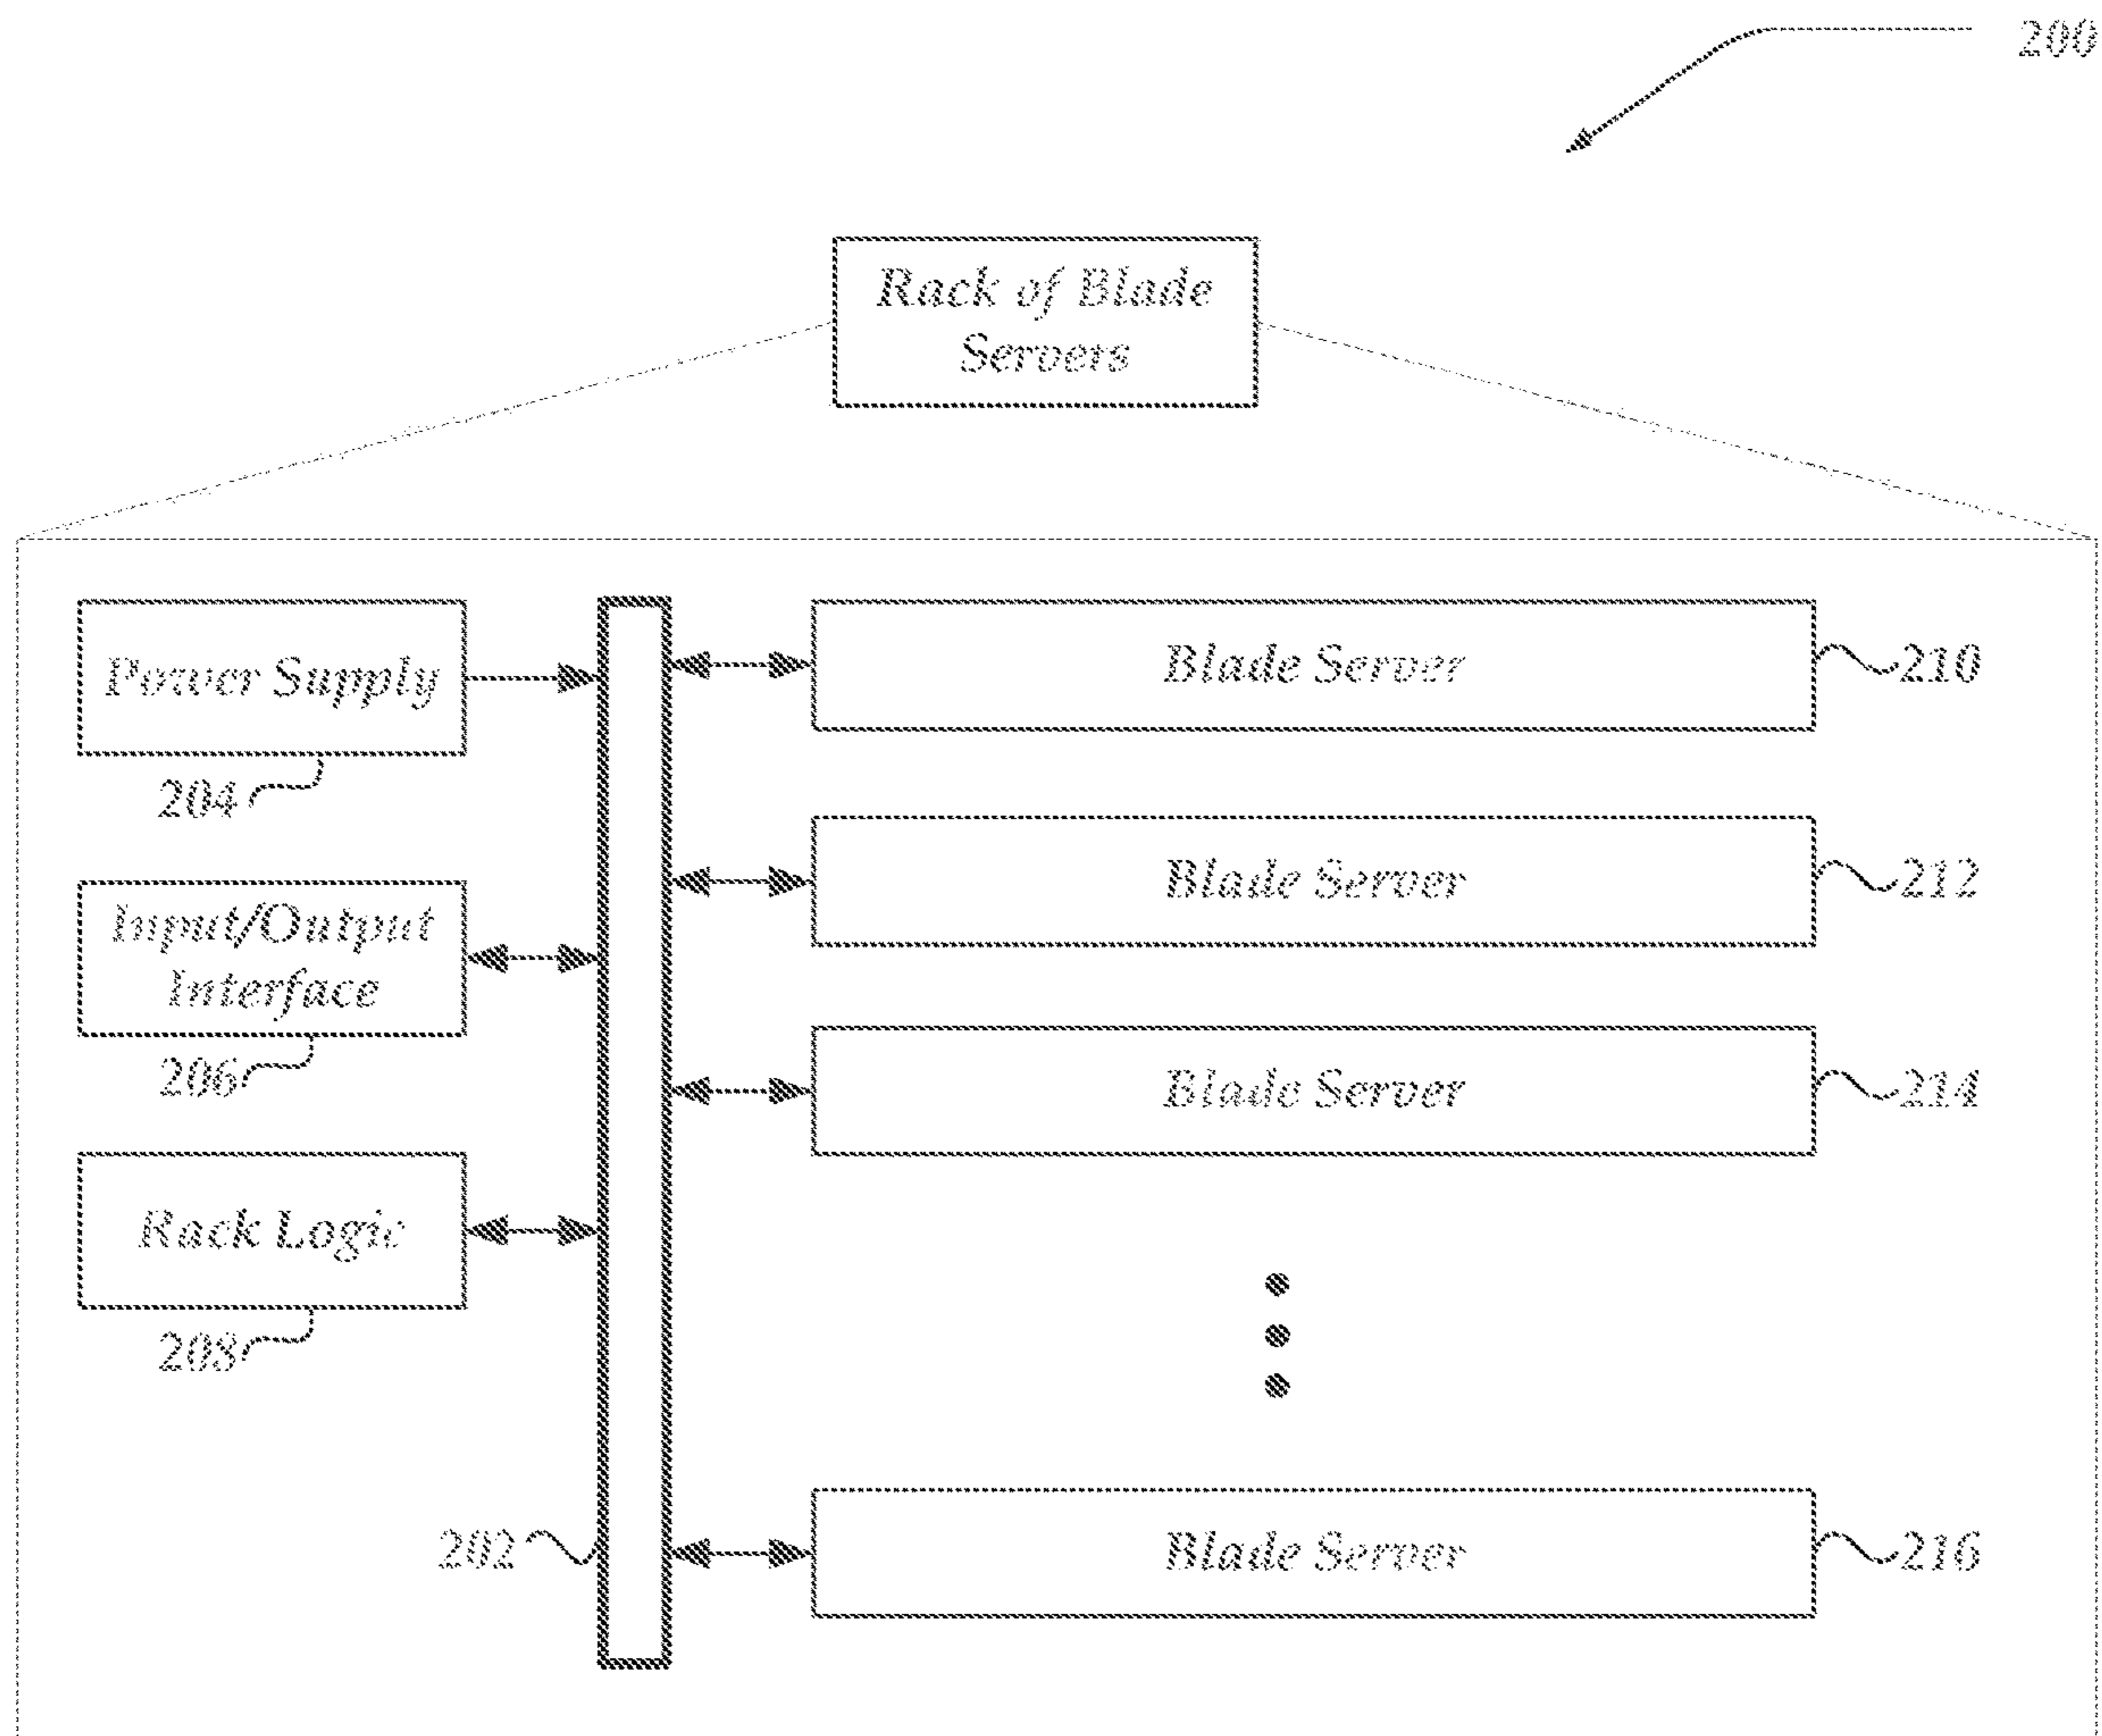 200
Rack of Blade
Servers
Power Supply
204
Input/Output
Interface
206
Rack Logic
208
202
Blade Server
210
Blade Server
212
Blade Server
214
Blade Server
216